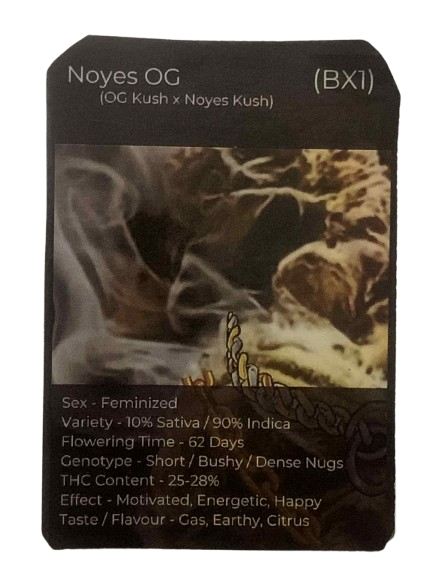 Noyes OG (BX1)
(OG Kush x Noyes Kush)
Sex - Feminized
Variety - 10% Sativa / 90% Indica
Flowering Time - 62 Days
Genotype - Short / Bushy / Dense Nugs
THC Content - 25-28%
Effect - Motivated, Energetic, Happy
Taste / Flavour - Gas, Earthy, Citrus